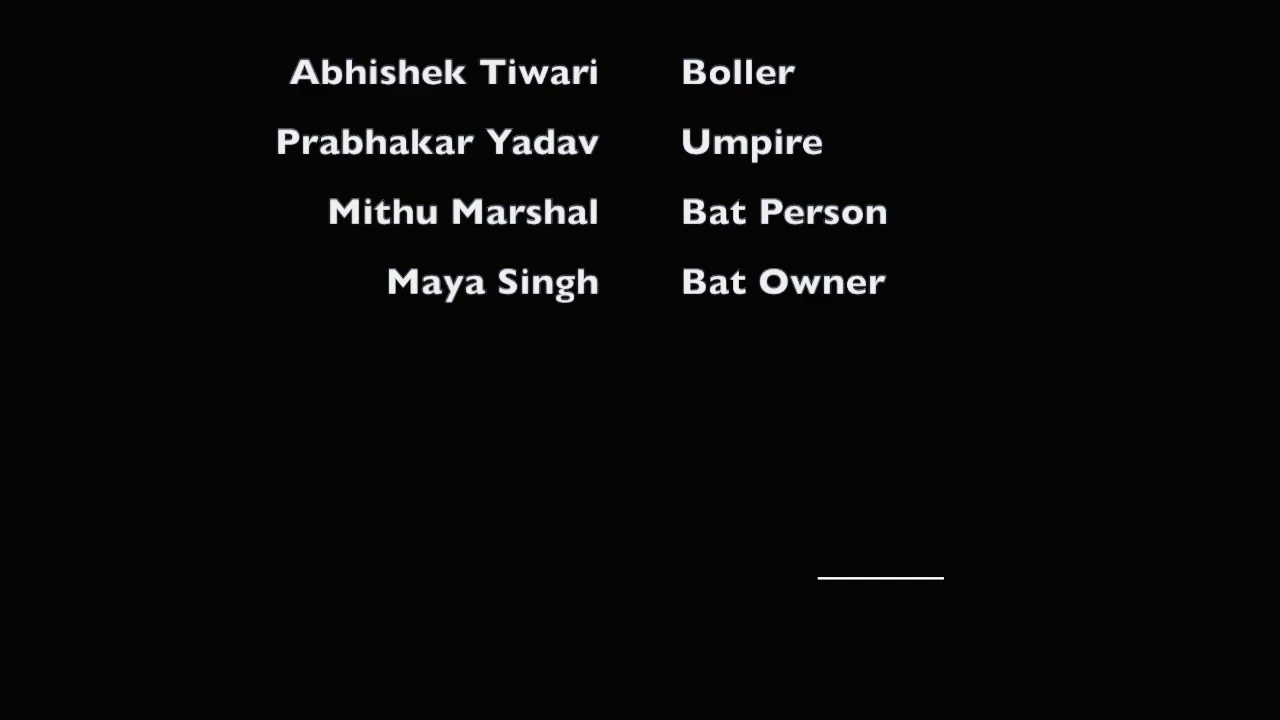 Abhishek Tiwari Boller
Prabhakar Yadav Umpire
Mithu Marshal Bat Person
Maya Singh Bat Owner